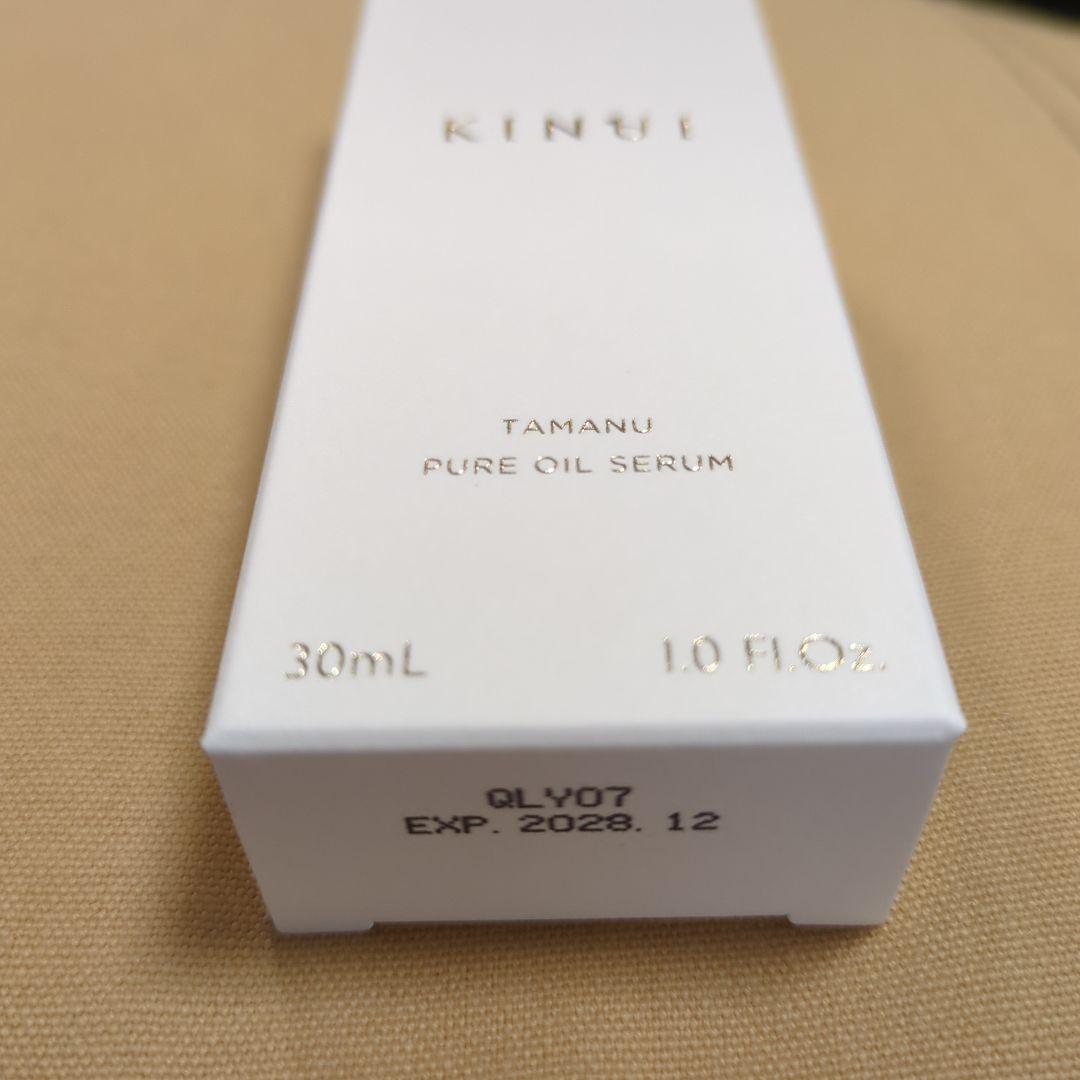 KINUI
TAMANU
PURE OIL SERUM
30mL
1.0 Fl.Oz.
QLY07
EXP. 2028. 12